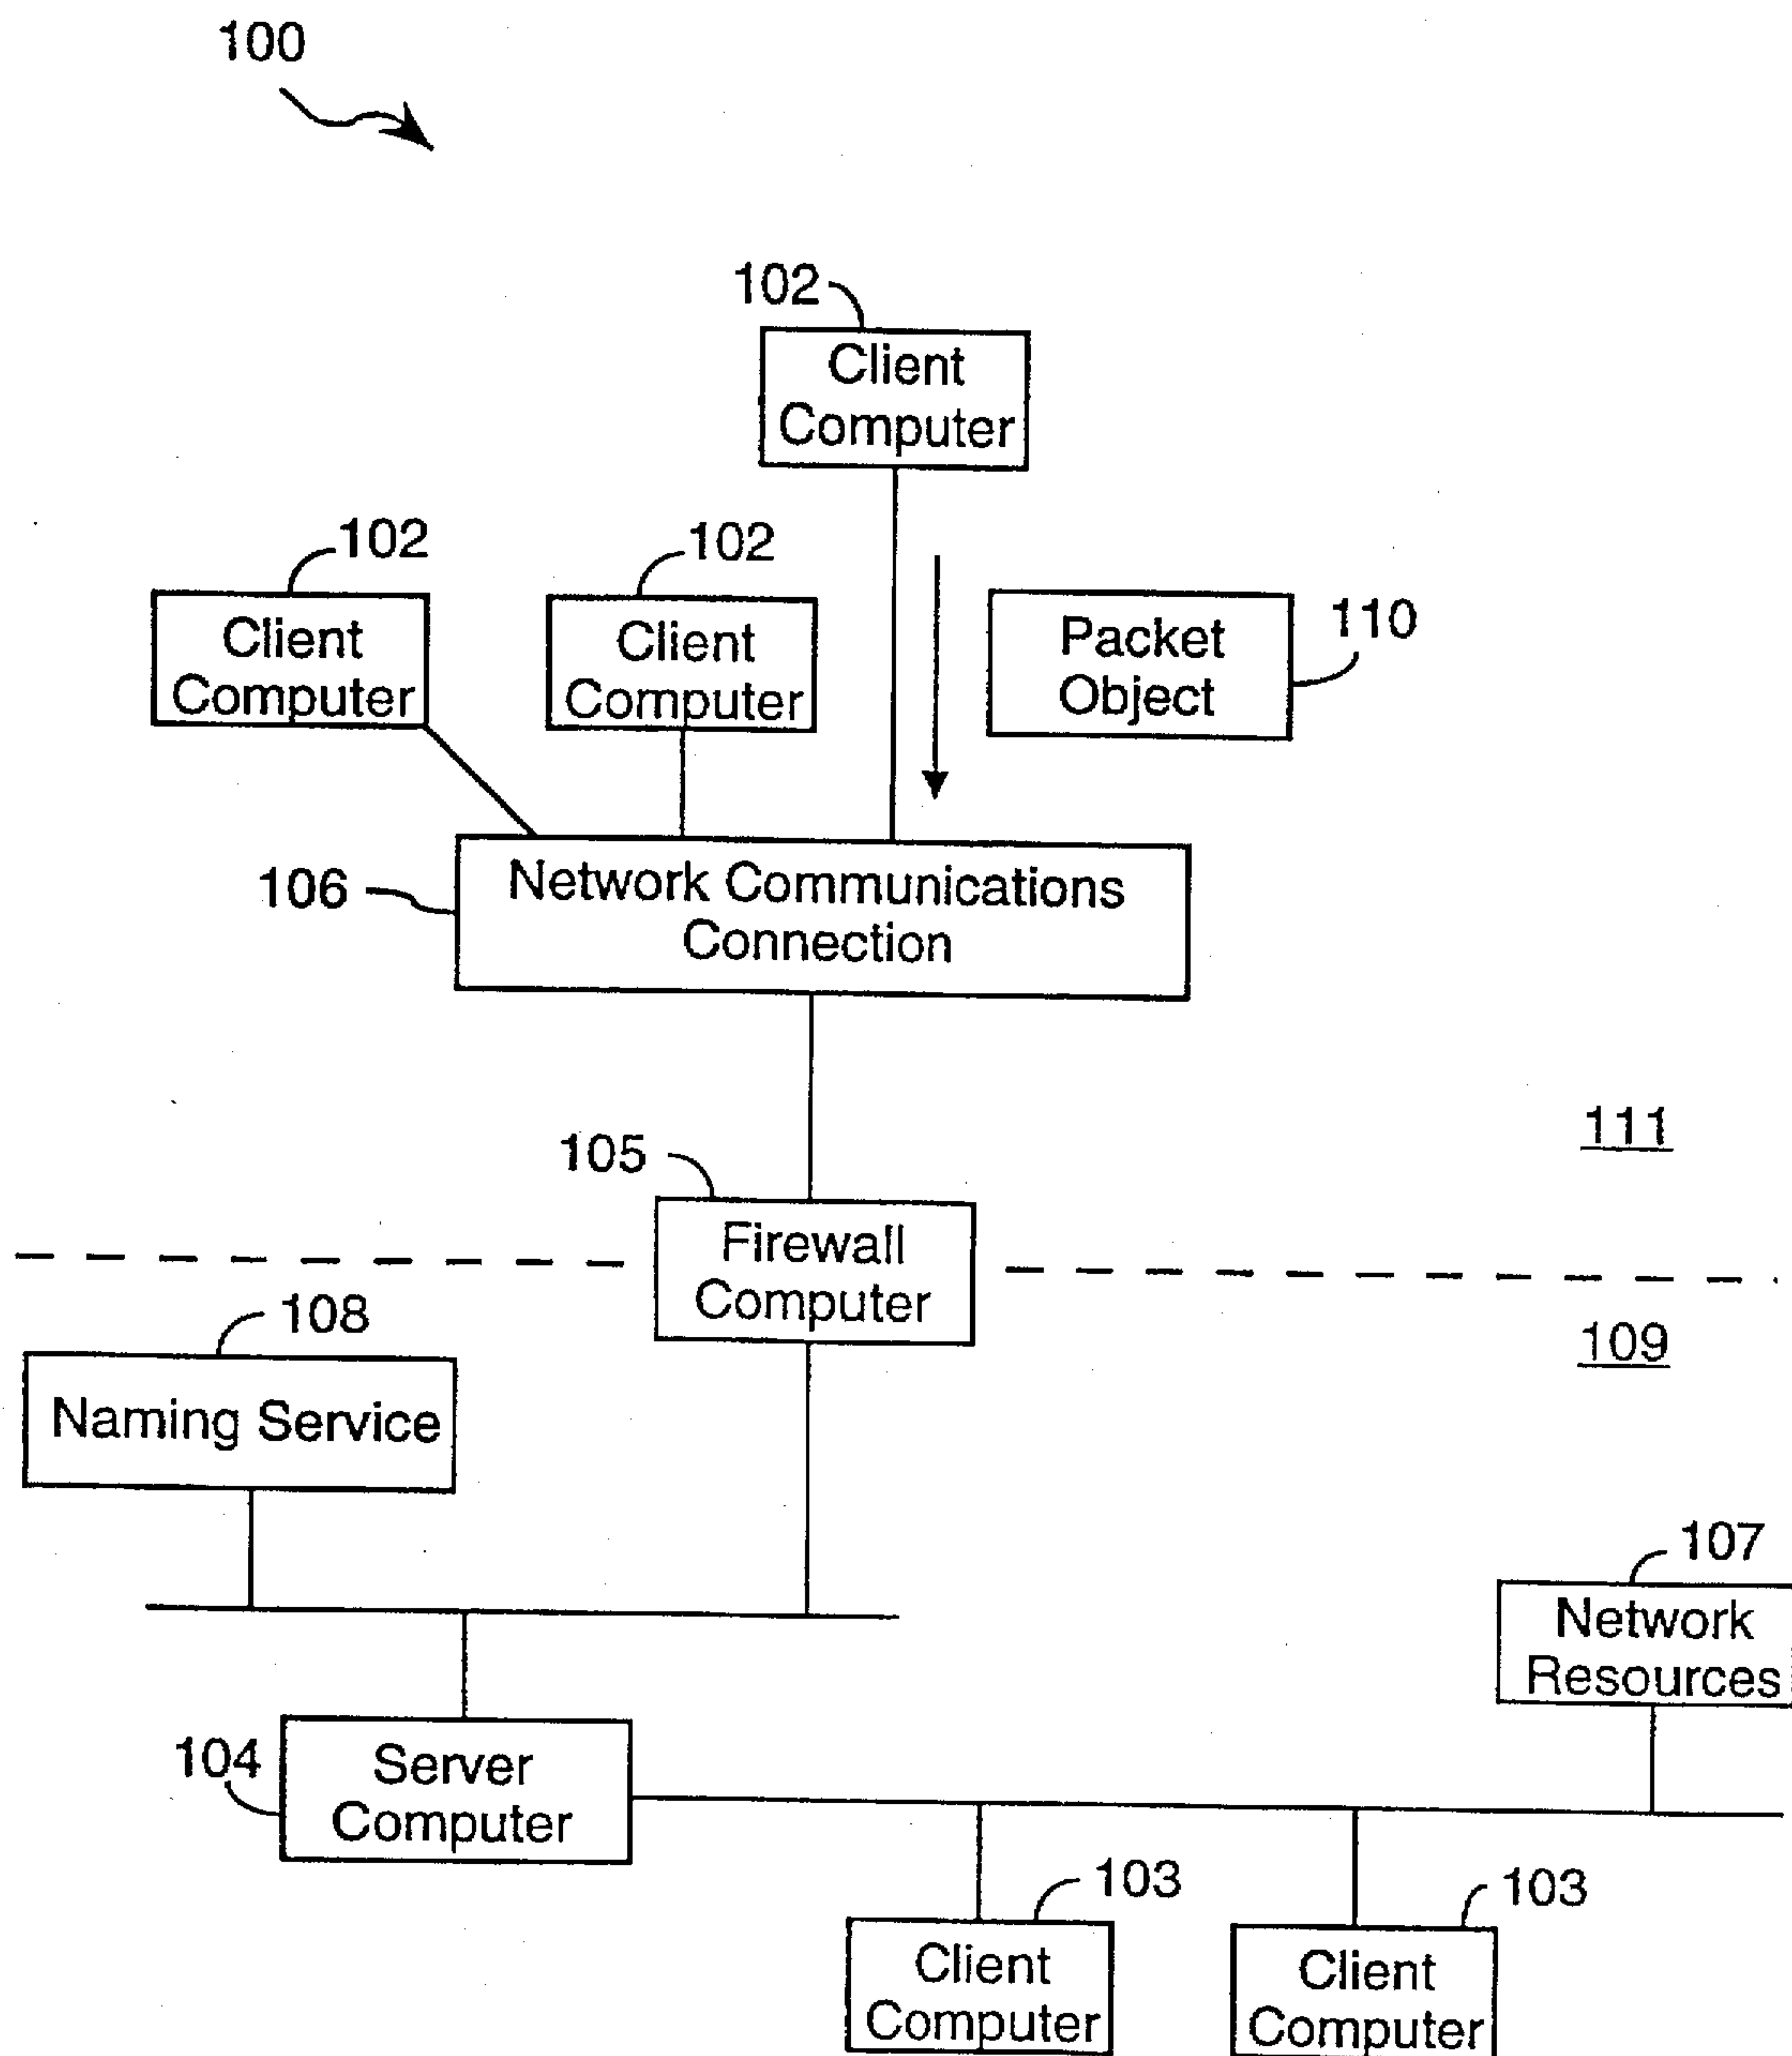 100
102
Client
Computer
102
102
Client
Computer
Client
Computer
Packet
Object
110
106
Network Communications
Connection
111
105
Firewall
Computer
108
109
Naming Service
107
Network
Resources
104
Server
Computer
103
103
Client
Computer
Client
Computer